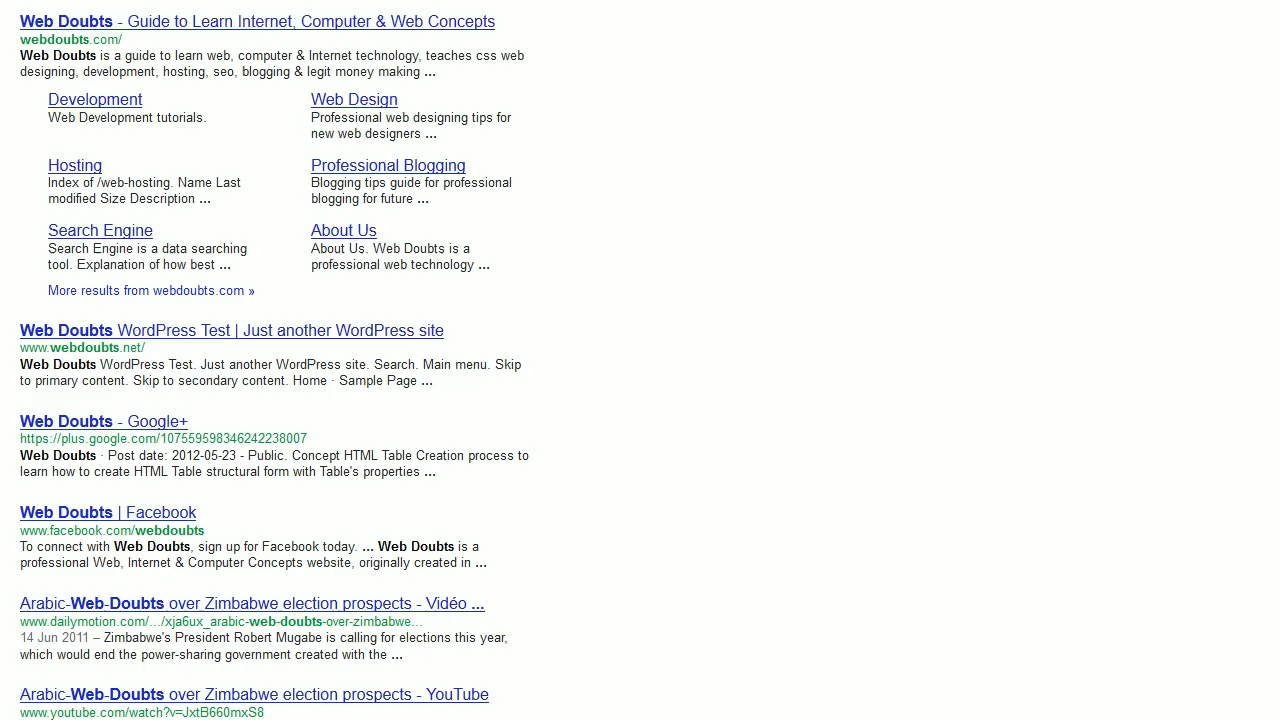 Web Doubts - Guide to Learn Internet, Computer & Web Concepts
webdoubts.com/
Web Doubts is a guide to learn web, computer & Internet technology, teaches css web
designing, development, hosting, seo, blogging & legit money making ...
Development
Web Development tutorials.
Web Design
Professional web designing tips for
new web designers ...
Hosting
Index of /web-hosting. Name Last
modified Size Description ...
Professional Blogging
Blogging tips guide for professional
blogging for future ...
Search Engine
Search Engine is a data searching
tool. Explanation of how best ...
About Us
About Us. Web Doubts is a
professional web technology ...
More results from webdoubts.com »
Web Doubts WordPress Test | Just another WordPress site
www.webdoubts.net/
Web Doubts WordPress Test. Just another WordPress site. Search. Main menu. Skip
to primary content. Skip to secondary content. Home · Sample Page ...
Web Doubts - Google+
https://plus.google.com/107559598346242238007
Web Doubts · Post date: 2012-05-23 - Public. Concept HTML Table Creation process to
learn how to create HTML Table structural form with Table's properties ...
Web Doubts | Facebook
www.facebook.com/webdoubts
To connect with Web Doubts, sign up for Facebook today. ... Web Doubts is a
professional Web, Internet & Computer Concepts website, originally created in ...
Arabic-Web-Doubts over Zimbabwe election prospects - Vidéo ...
www.dailymotion.com/.../xja6ux_arabic-web-doubts-over-zimbabwe...
14 Jun 2011 – Zimbabwe's President Robert Mugabe is calling for elections this year,
which would end the power-sharing government created with the ...
Arabic-Web-Doubts over Zimbabwe election prospects - YouTube
www.youtube.com/watch?v=JxtB660mxS8